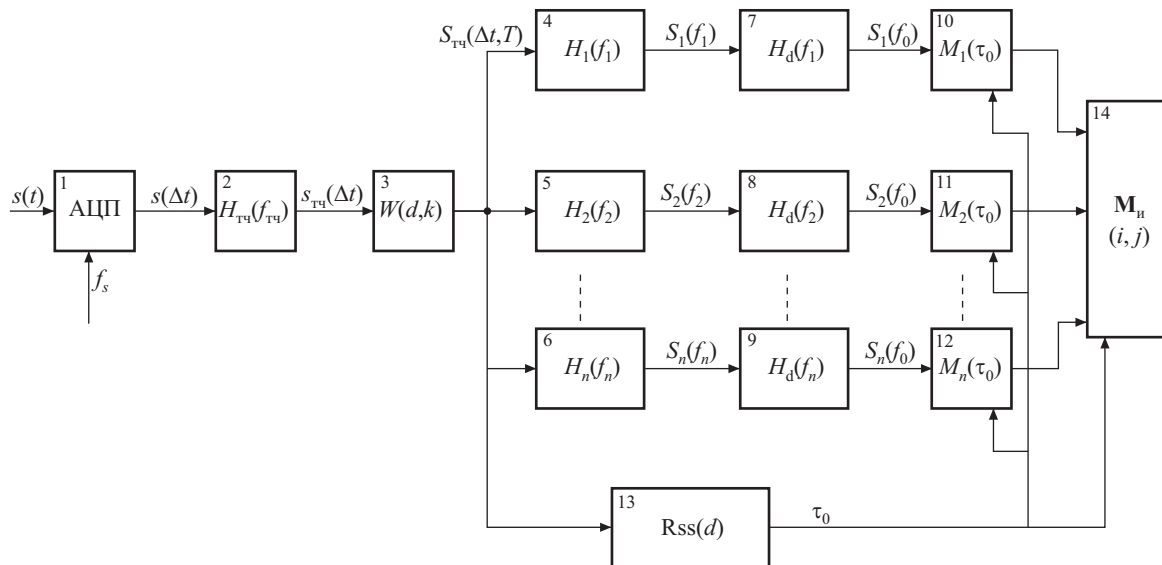 4
7
10
S_тч(Δt,T)
H_1(f_1)
S_1(f_1)
H_d(f_1)
S_1(f_0)
M_1(τ_0)
14
M_и
(i, j)
s(t)
1
АЦП
f_s
s(Δt)
2
H_тч(f_тч)
s_тч(Δt)
3
W(d,k)
5
H_2(f_2)
S_2(f_2)
8
H_d(f_2)
S_2(f_0)
11
M_2(τ_0)
6
H_n(f_n)
S_n(f_n)
9
H_d(f_n)
S_n(f_0)
12
M_n(τ_0)
13
Rss(d)
τ_0